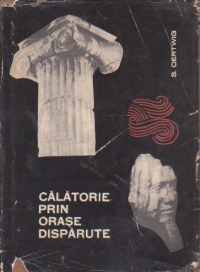 S. OERTWIG
CĂLĂTORIE
PRIN
ORAȘE
DISPĂRUTE